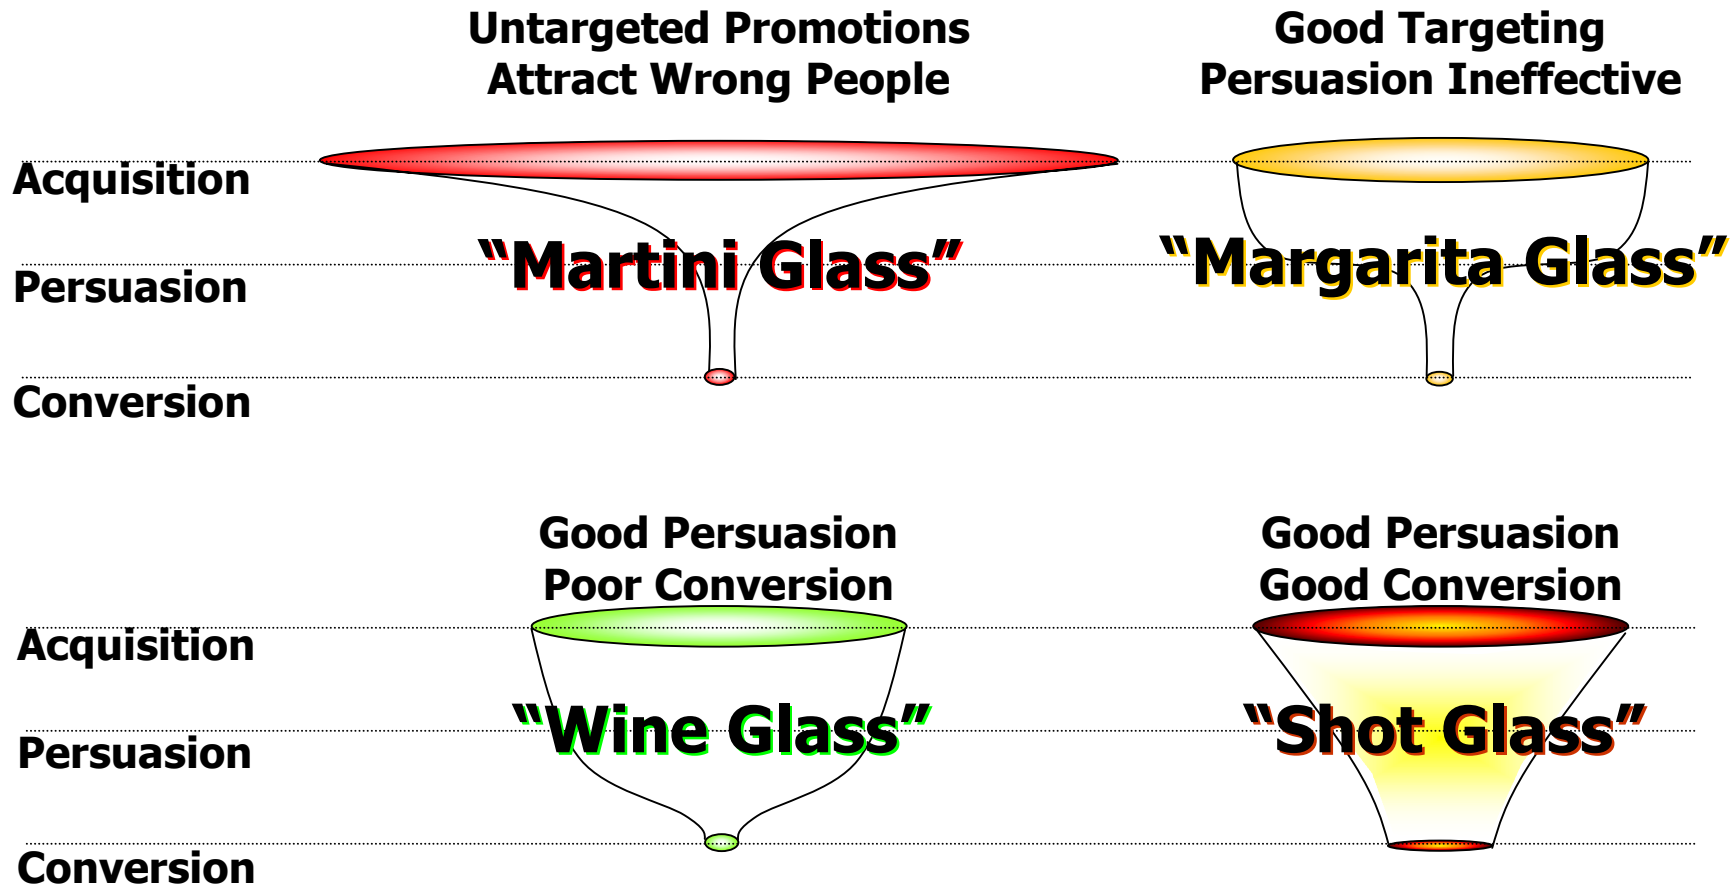 Untargeted Promotions
Attract Wrong People
Good Targeting
Persuasion Ineffective
Acquisition
“Martini Glass”
“Margarita Glass”
Persuasion
Conversion
Good Persuasion
Poor Conversion
Good Persuasion
Good Conversion
Acquisition
“Wine Glass”
“Shot Glass”
Persuasion
Conversion